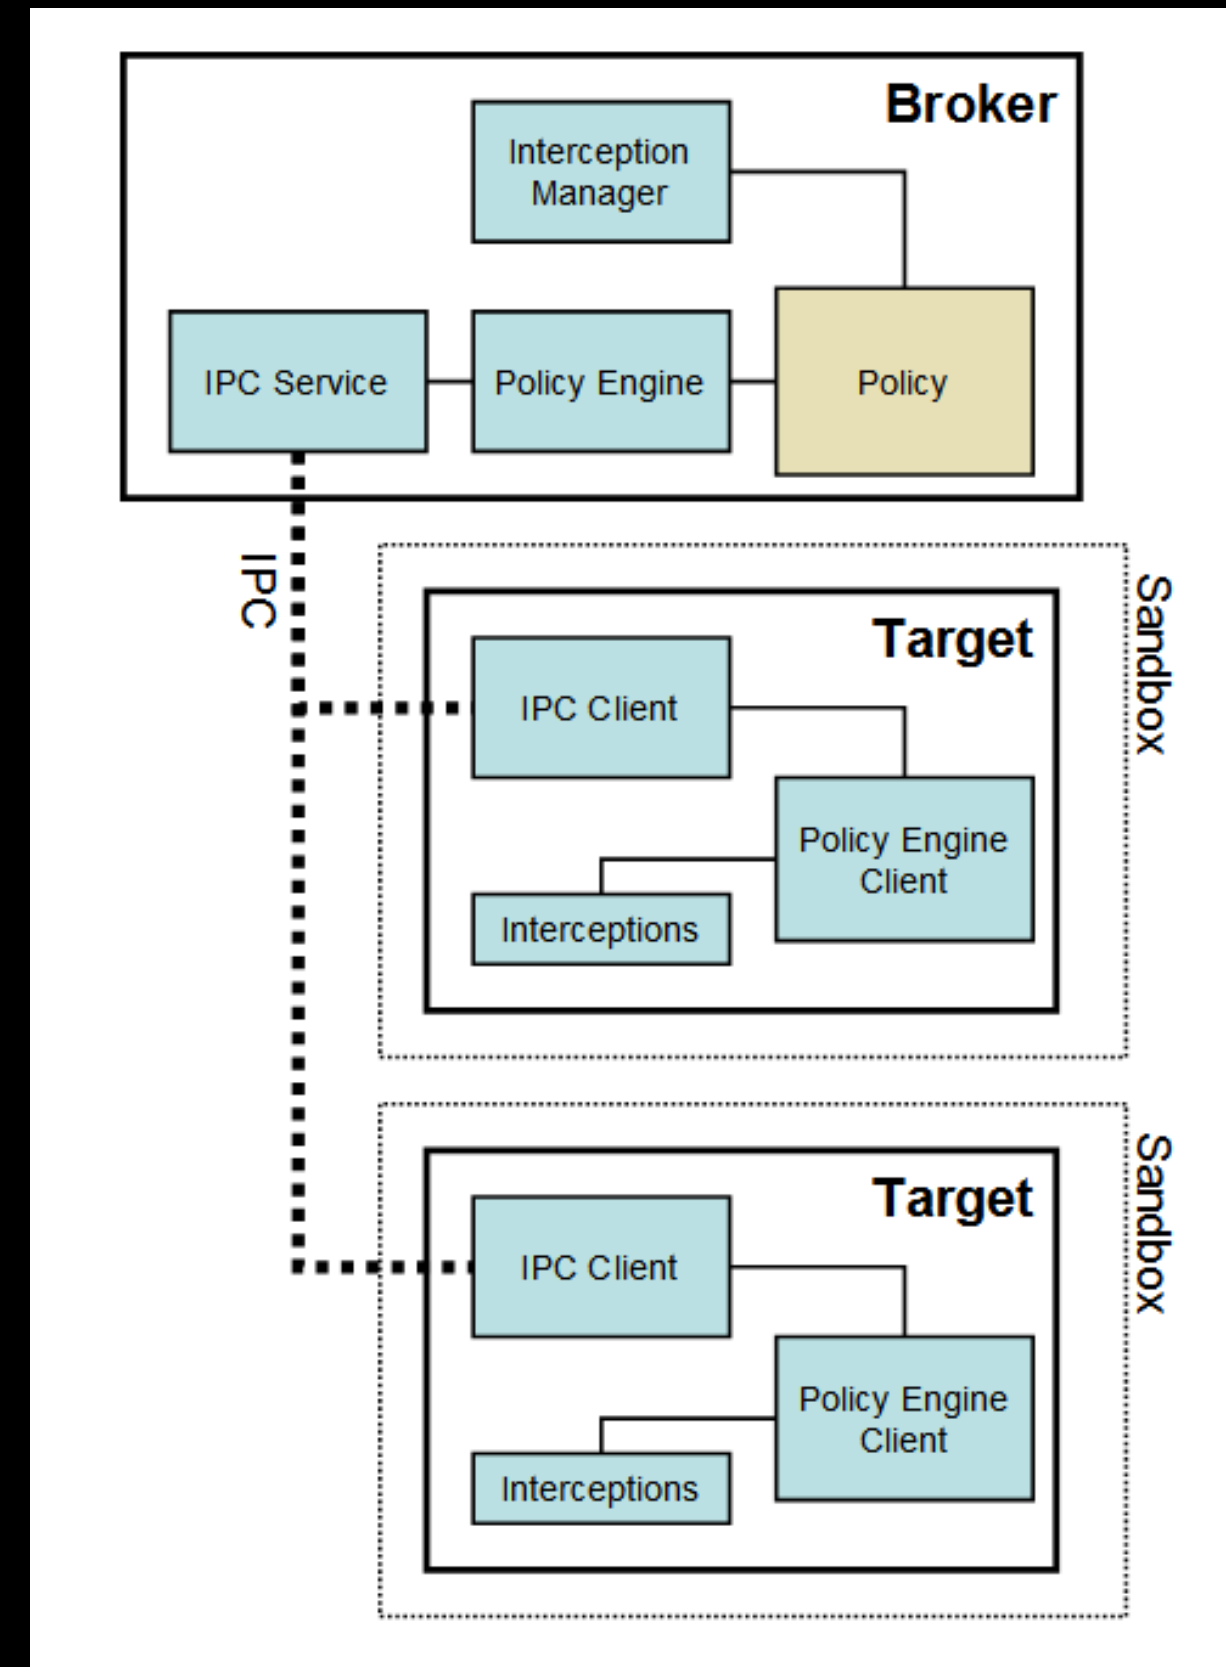 Broker
Interception
Manager
IPC Service
Policy Engine
Policy
IPC
Sandbox
Target
IPC Client
Policy Engine
Client
Interceptions
Sandbox
Target
IPC Client
Policy Engine
Client
Interceptions